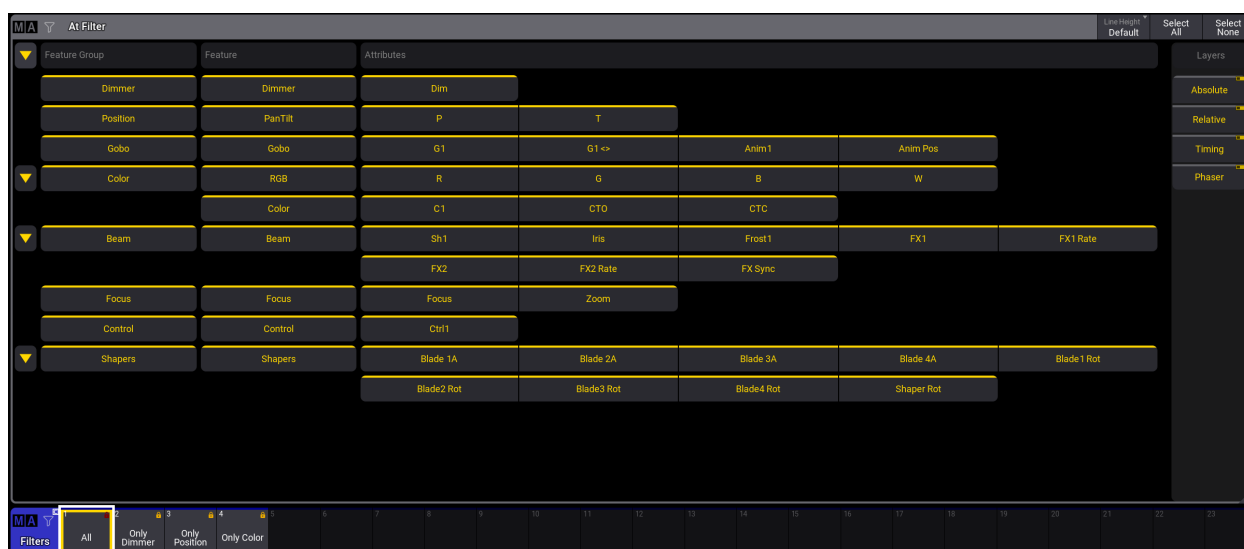 MA At Filter Line Height Default Select All Select None
Feature Group Feature Attributes Layers
Dimmer Dimmer Dim Absolute
Position PanTilt P T Relative
Gobo Gobo G1 G1 <> Anim1 Anim Pos Timing
Color RGB R G B W Phaser
Color C1 CTO CTC
Beam Beam Sh1 Iris Frost1 FX1 FX1 Rate
FX2 FX2 Rate FX Sync
Focus Focus Focus Zoom
Control Control Ctrl1
Shapers Shapers Blade 1A Blade 2A Blade 3A Blade 4A Blade1 Rot
Blade2 Rot Blade3 Rot Blade4 Rot Shaper Rot
MA 1 2 3 4 5 6 7 8 9 10 11 12 13 14 15 16 17 18 19 20 21 22 23
Filters All Only Dimmer Only Position Only Color